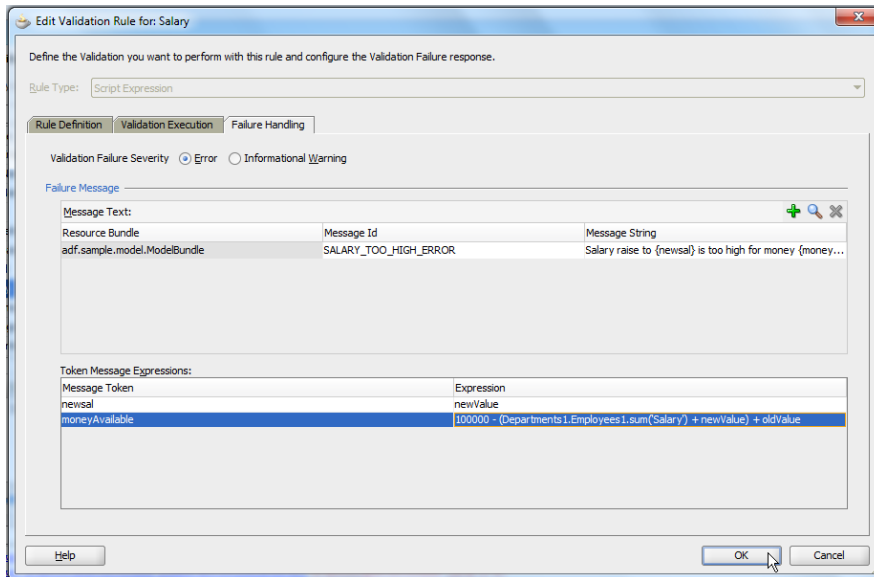 Edit Validation Rule for: Salary
x
Define the Validation you want to perform with this rule and configure the Validation Failure response.
Rule Type: Script Expression
Rule Definition Validation Execution Failure Handling
Validation Failure Severity Error Informational Warning
Failure Message
Message Text:
Resource Bundle Message Id Message String
adf.sample.model.ModelBundle SALARY_TOO_HIGH_ERROR Salary raise to {newsal} is too high for money {money...
Token Message Expressions:
Message Token Expression
newsal newValue
moneyAvailable 100000 - (Departments1.Employees1.sum('Salary') + newValue) + oldValue
Help OK Cancel